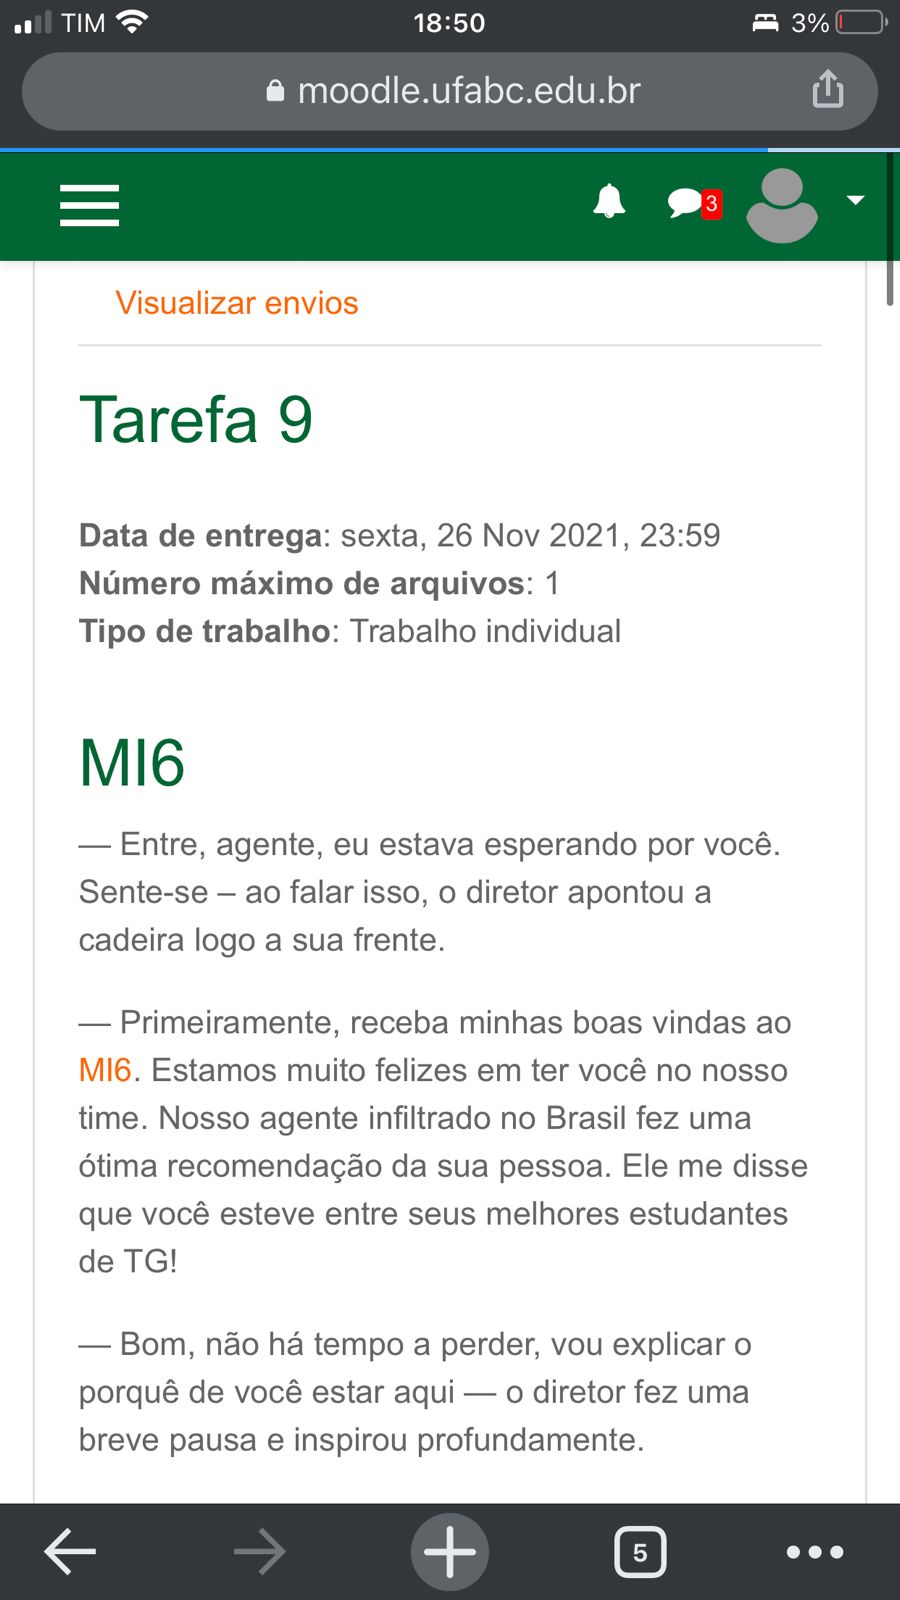 TIM 18:50 3%
moodle.ufabc.edu.br
3
Visualizar envios
Tarefa 9
Data de entrega: sexta, 26 Nov 2021, 23:59
Número máximo de arquivos: 1
Tipo de trabalho: Trabalho individual
MI6
— Entre, agente, eu estava esperando por você.
Sente-se – ao falar isso, o diretor apontou a
cadeira logo a sua frente.
— Primeiramente, receba minhas boas vindas ao
MI6. Estamos muito felizes em ter você no nosso
time. Nosso agente infiltrado no Brasil fez uma
ótima recomendação da sua pessoa. Ele me disse
que você esteve entre seus melhores estudantes
de TG!
— Bom, não há tempo a perder, vou explicar o
porquê de você estar aqui — o diretor fez uma
breve pausa e inspirou profundamente.
5